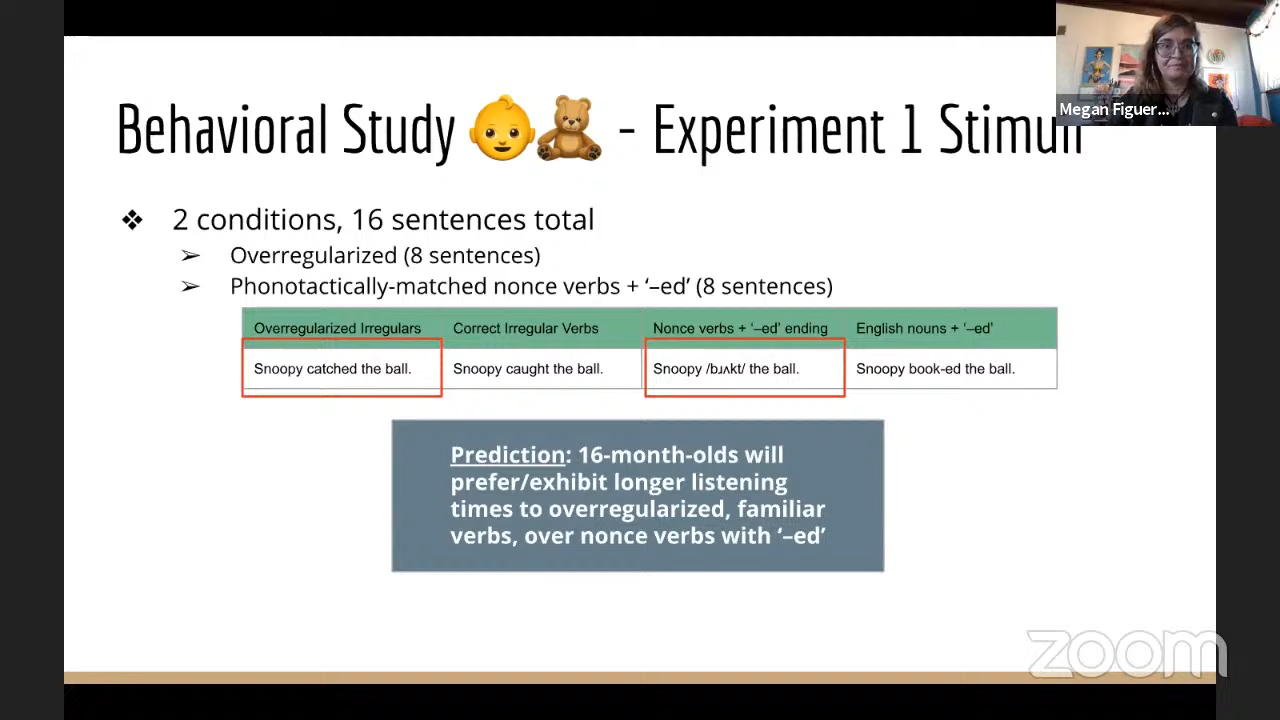 Behavioral Study 👶🧸 - Experiment 1 Stimuli
Megan Figuer...
❖ 2 conditions, 16 sentences total
➢ Overregularized (8 sentences)
➢ Phonotactically-matched nonce verbs + ‘–ed’ (8 sentences)
Overregularized Irregulars Correct Irregular Verbs Nonce verbs + ‘–ed’ ending English nouns + ‘–ed’
Snoopy catched the ball. Snoopy caught the ball. Snoopy /bɹʌkt/ the ball. Snoopy book-ed the ball.
Prediction: 16-month-olds will
prefer/exhibit longer listening
times to overregularized, familiar
verbs, over nonce verbs with ‘–ed’
zoom